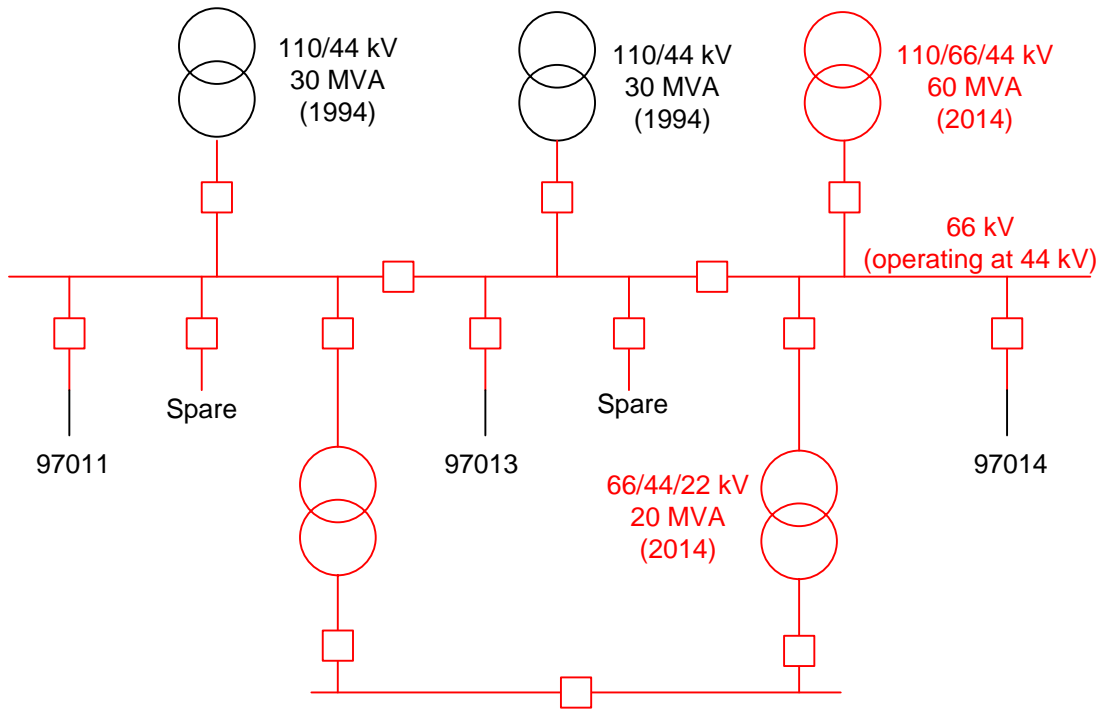 110/44 kV
30 MVA
(1994)
110/44 kV
30 MVA
(1994)
110/66/44 kV
60 MVA
(2014)
66 kV
(operating at 44 kV)
Spare
Spare
97011
97013
97014
66/44/22 kV
20 MVA
(2014)